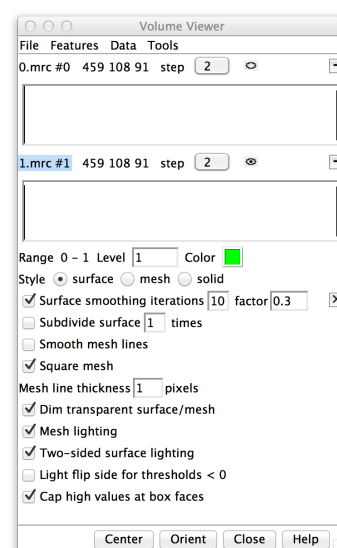 Volume Viewer
File Features Data Tools
0.mrc #0 459 108 91 step 2
1.mrc #1 459 108 91 step 2
Range 0 – 1 Level 1 Color
Style surface mesh solid
Surface smoothing iterations 10 factor 0.3
Subdivide surface 1 times
Smooth mesh lines
Square mesh
Mesh line thickness 1 pixels
Dim transparent surface/mesh
Mesh lighting
Two-sided surface lighting
Light flip side for thresholds < 0
Cap high values at box faces
Center Orient Close Help